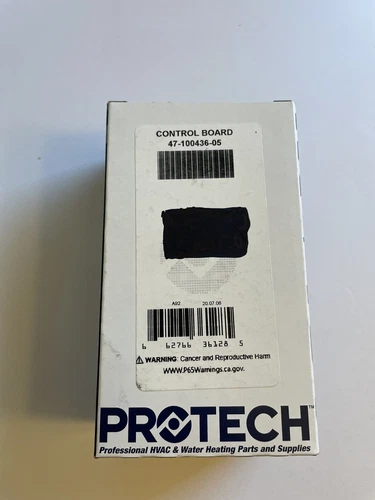 CONTROL BOARD
47-100436-05
A92 20.07.08
6 62766 36128 5
⚠ WARNING: Cancer and Reproductive Harm
WWW.P65Warnings.ca.gov.
PROTECH™
Professional HVAC & Water Heating Parts and Supplies